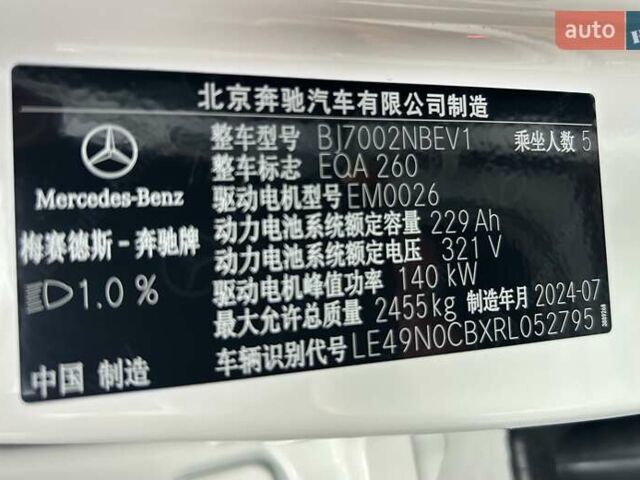 auto
北京奔驰汽车有限公司制造
整车型号 BJ7002NBEV1 乘坐人数 5
整车标志 EQA 260
驱动电机型号 EM0026
动力电池系统额定容量 229 Ah
动力电池系统额定电压 321 V
驱动电机峰值功率 140 kW
最大允许总质量 2455kg 制造年月 2024-07
车辆识别代号 LE49N0CBXRL052795
Mercedes-Benz
梅赛德斯-奔驰牌
1.0 %
中国 制造